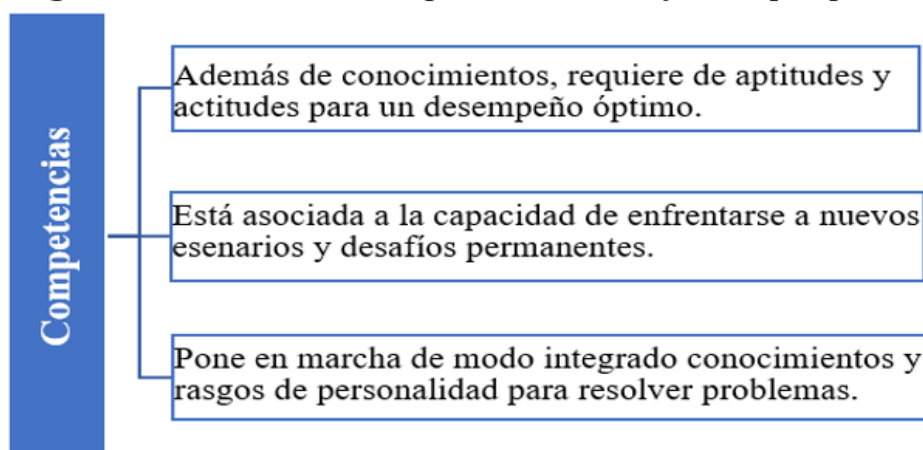 Competencias
Además de conocimientos, requiere de aptitudes y
actitudes para un desempeño óptimo.
Está asociada a la capacidad de enfrentarse a nuevos
esenarios y desafíos permanentes.
Pone en marcha de modo integrado conocimientos y
rasgos de personalidad para resolver problemas.